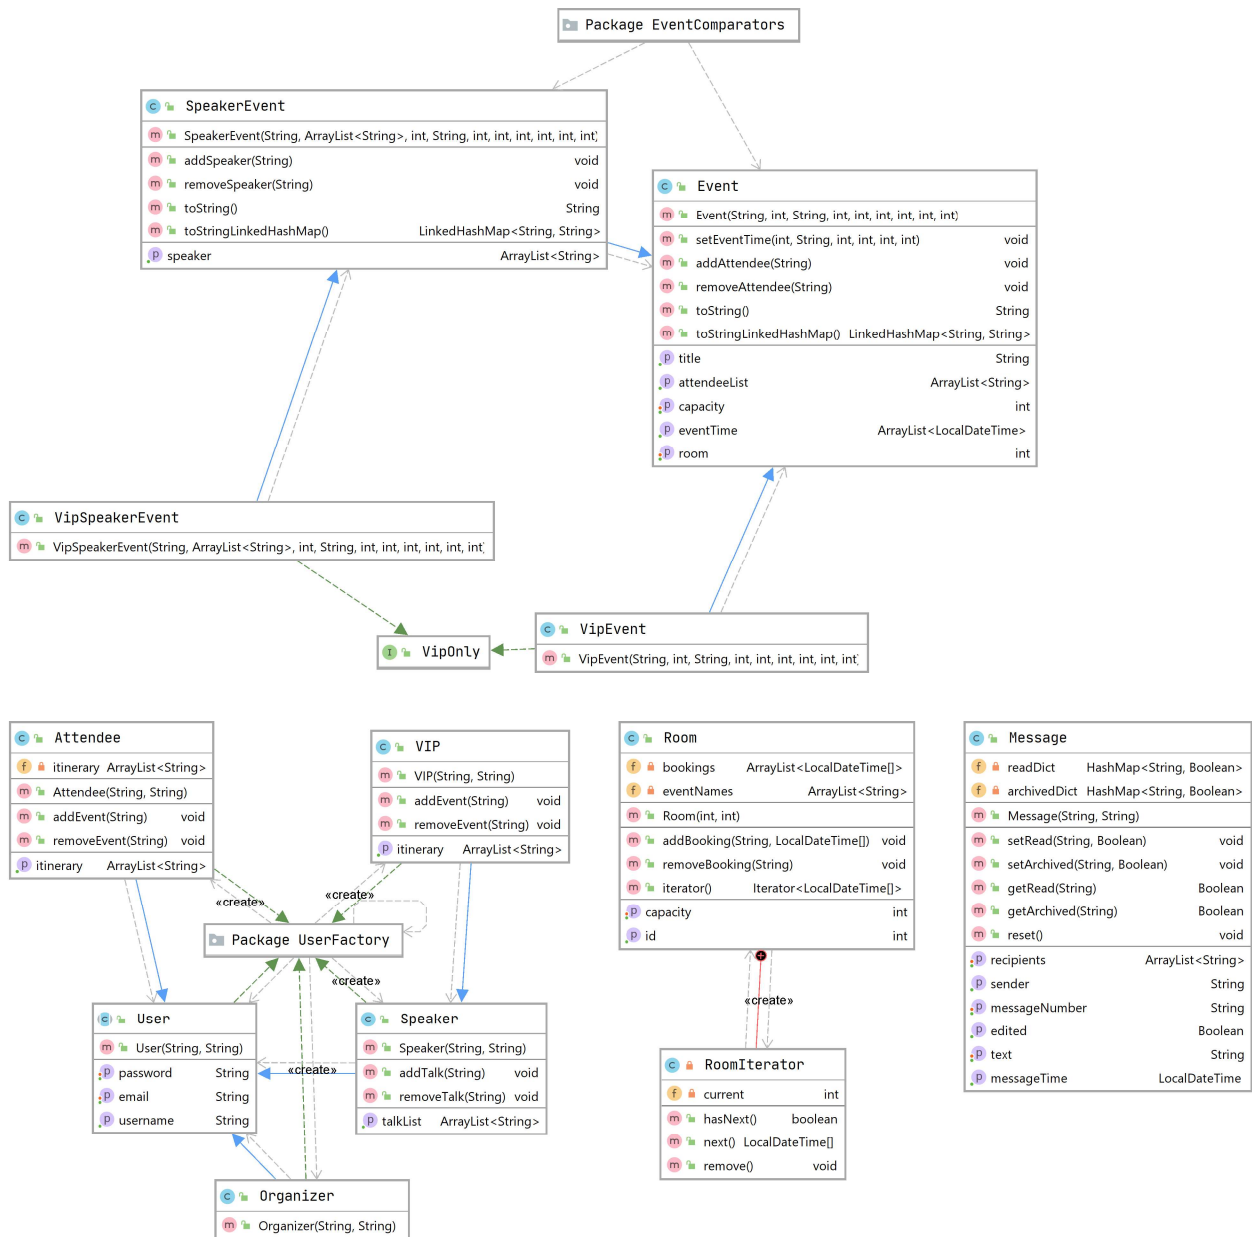 Package EventComparators
SpeakerEvent
SpeakerEvent(String, ArrayList<String>, int, String, int, int, int, int, int, int)
addSpeaker(String) void
removeSpeaker(String) void
toString() String
toStringLinkedHashMap() LinkedHashMap<String, String>
speaker ArrayList<String>
Event
Event(String, int, String, int, int, int, int, int, int)
setEventTime(int, String, int, int, int, int) void
addAttendee(String) void
removeAttendee(String) void
toString() String
toStringLinkedHashMap() LinkedHashMap<String, String>
title String
attendeeList ArrayList<String>
capacity int
eventTime ArrayList<LocalDateTime>
room int
VipSpeakerEvent
VipSpeakerEvent(String, ArrayList<String>, int, String, int, int, int, int, int, int)
VipOnly
VipEvent
VipEvent(String, int, String, int, int, int, int, int, int)
Attendee
itinerary ArrayList<String>
Attendee(String, String)
addEvent(String) void
removeEvent(String) void
itinerary ArrayList<String>
VIP
VIP(String, String)
addEvent(String) void
removeEvent(String) void
itinerary ArrayList<String>
«create»
«create»
Package UserFactory
«create»
User
User(String, String)
password String
email String
username String
«create»
Speaker
Speaker(String, String)
addTalk(String) void
removeTalk(String) void
talkList ArrayList<String>
Organizer
Organizer(String, String)
Room
bookings ArrayList<LocalDateTime[]>
eventNames ArrayList<String>
Room(int, int)
addBooking(String, LocalDateTime[]) void
removeBooking(String) void
iterator() Iterator<LocalDateTime[]>
capacity int
id int
«create»
RoomIterator
current int
hasNext() boolean
next() LocalDateTime[]
remove() void
Message
readDict HashMap<String, Boolean>
archivedDict HashMap<String, Boolean>
Message(String, String)
setRead(String, Boolean) void
setArchived(String, Boolean) void
getRead(String) Boolean
getArchived(String) Boolean
reset() void
recipients ArrayList<String>
sender String
messageNumber String
edited Boolean
text String
messageTime LocalDateTime